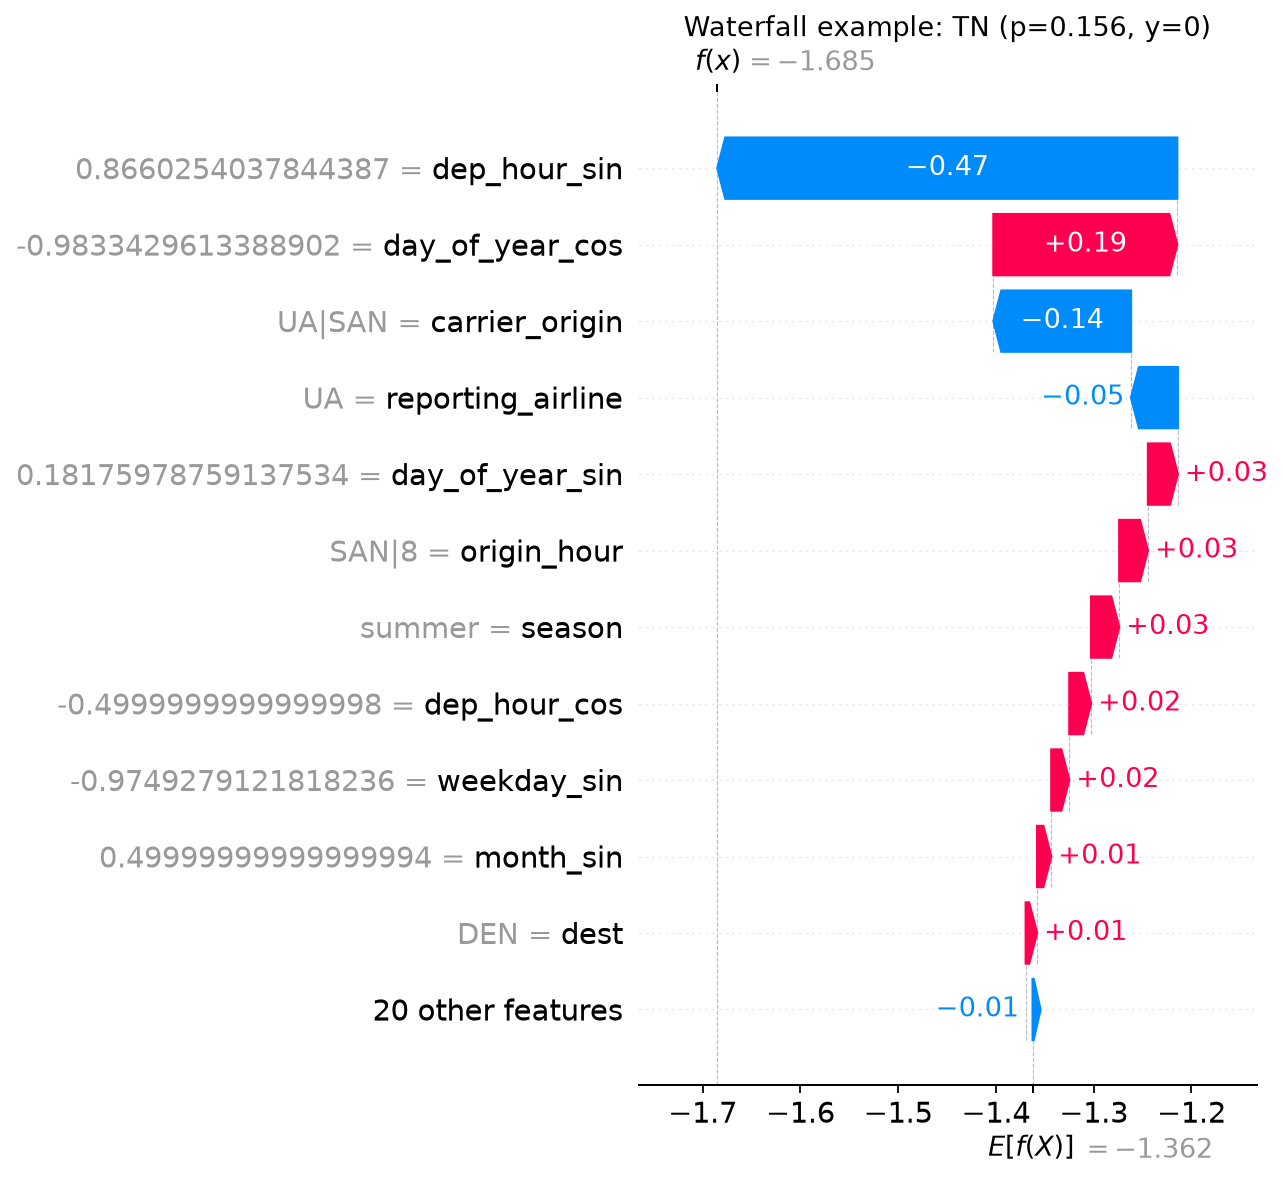 Waterfall example: TN (p=0.156, y=0)
f(x) = −1.685
0.8660254037844387 = dep_hour_sin
−0.47
-0.9833429613388902 = day_of_year_cos
+0.19
UA|SAN = carrier_origin
−0.14
UA = reporting_airline
−0.05
0.18175978759137534 = day_of_year_sin
+0.03
SAN|8 = origin_hour
+0.03
summer = season
+0.03
-0.4999999999999998 = dep_hour_cos
+0.02
-0.9749279121818236 = weekday_sin
+0.02
0.49999999999999994 = month_sin
+0.01
DEN = dest
+0.01
20 other features
−0.01
−1.7 −1.6 −1.5 −1.4 −1.3 −1.2
E[f(X)] = −1.362